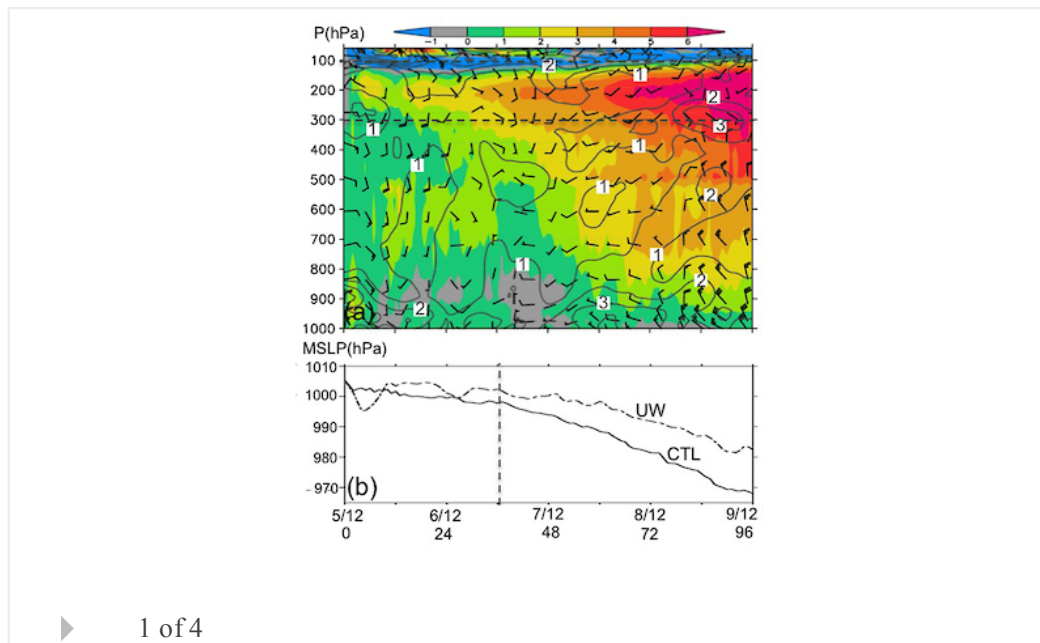 P(hPa)
-1 0 1 2 3 4 5 6
100
200
300
400
500
600
700
800
900
1000
2 1 2 3
1 1 1 1 2
1 1 2
2 3
(a)
MSLP(hPa)
1010
1000
990
980
970
UW
CTL
(b)
5/12 6/12 7/12 8/12 9/12
0 24 48 72 96
1 of 4